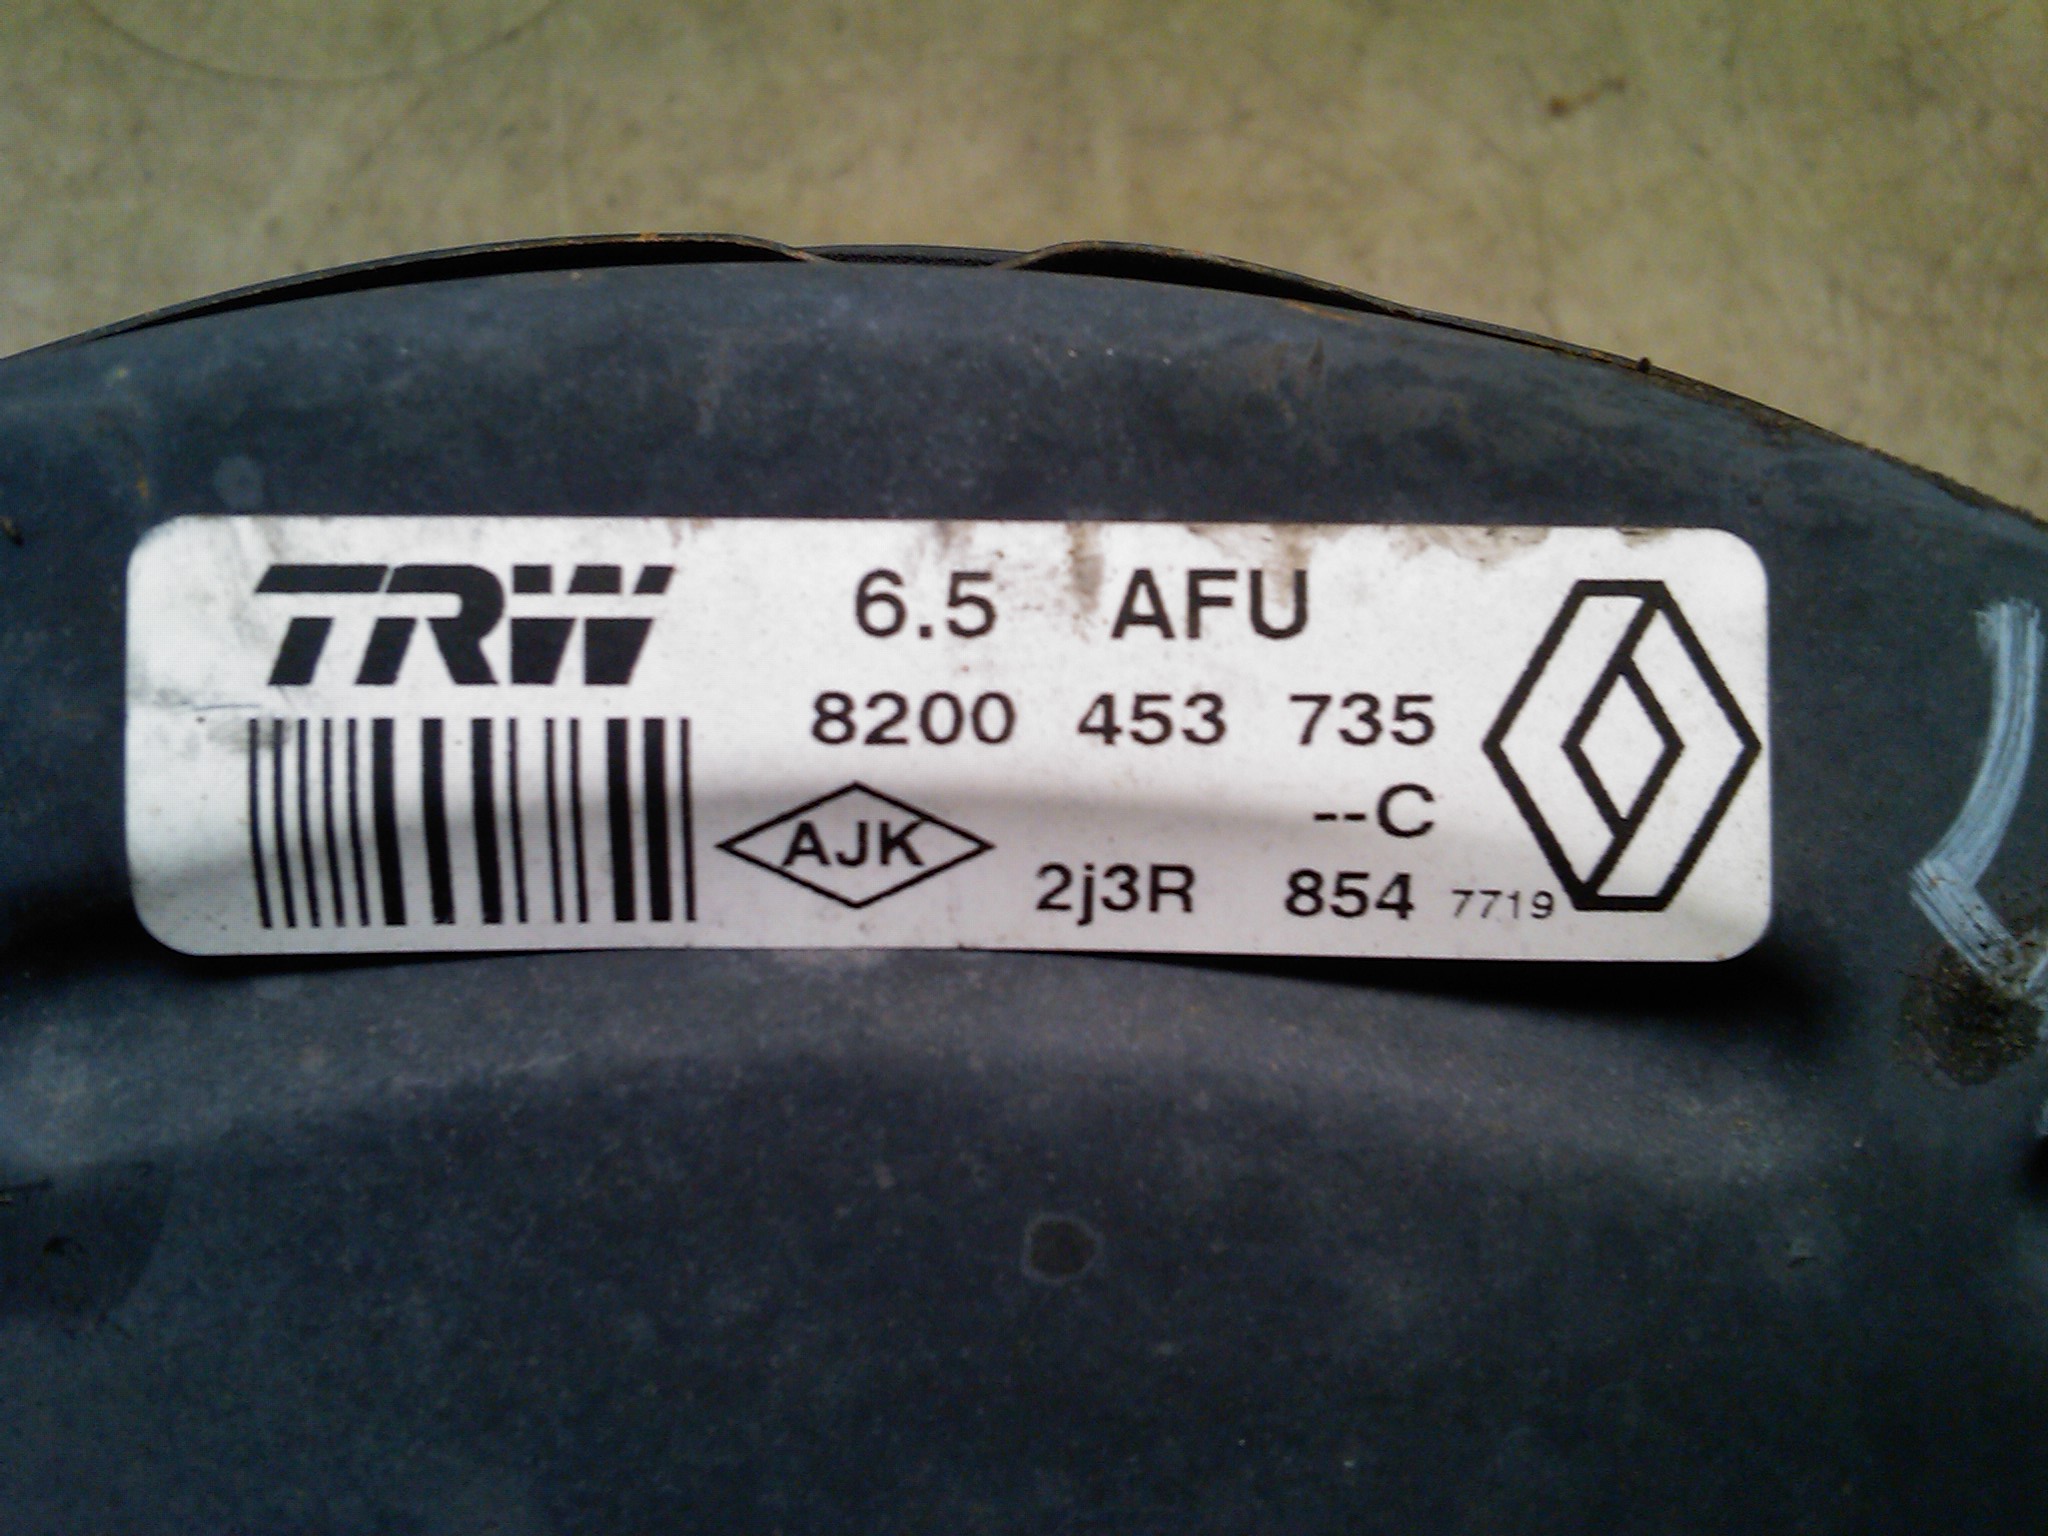 TRW
6.5 AFU
8200 453 735
--C
AJK
2j3R 854 7719